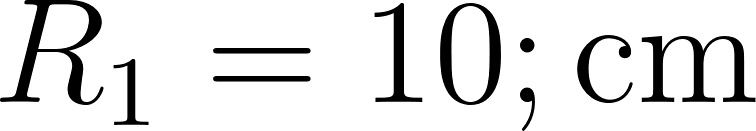 R₁ = 10; cm